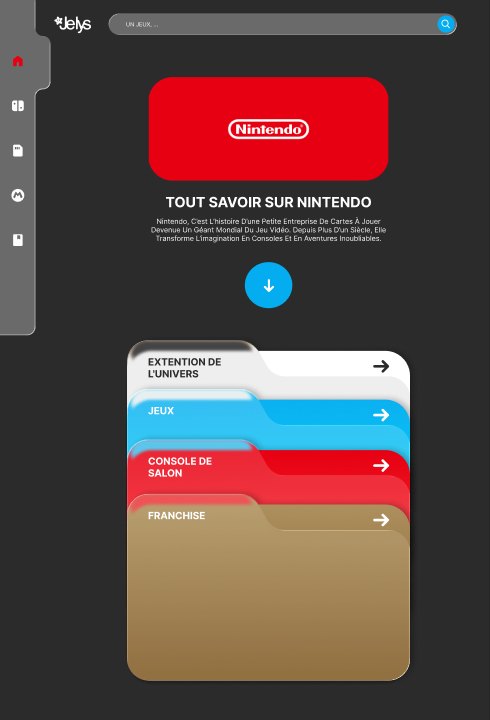 Jelys
UN JEUX, ...
Nintendo
TOUT SAVOIR SUR NINTENDO
Nintendo, C'est L'histoire D'une Petite Entreprise De Cartes À Jouer
Devenue Un Géant Mondial Du Jeu Vidéo. Depuis Plus D'un Siècle, Elle
Transforme L'imagination En Consoles Et En Aventures Inoubliables.
EXTENTION DE
L'UNIVERS
JEUX
CONSOLE DE
SALON
FRANCHISE